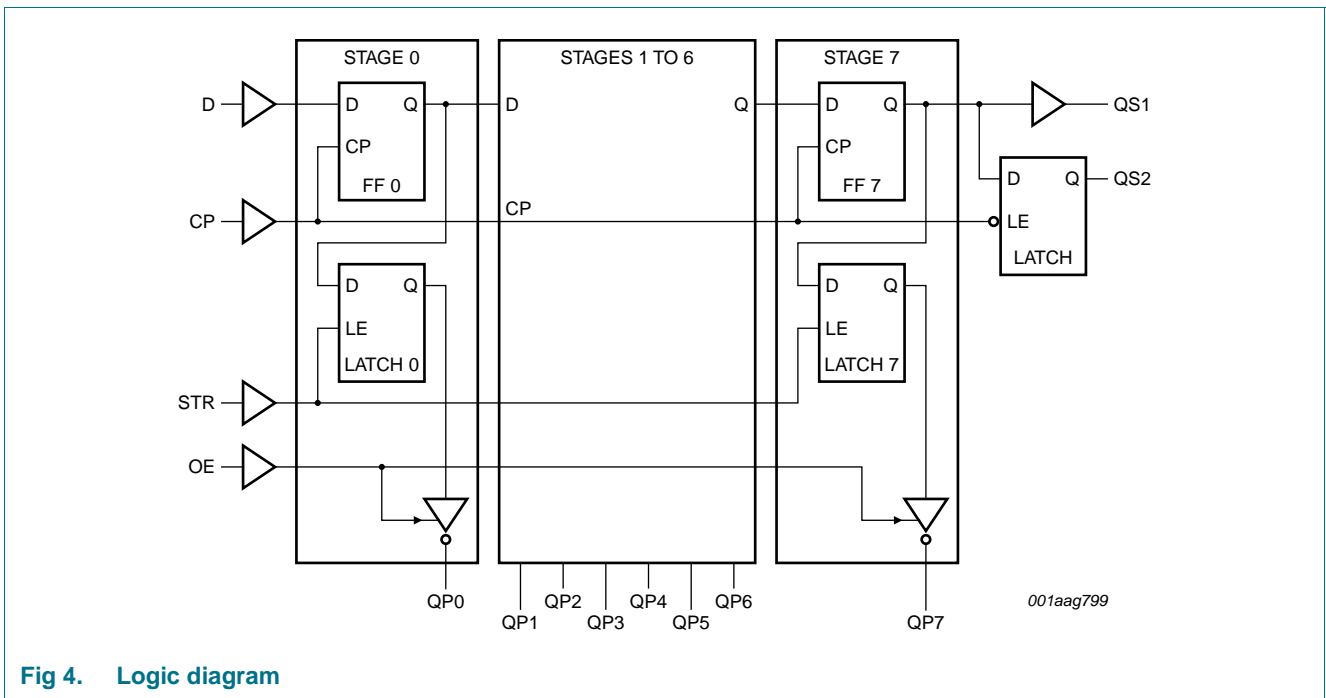 STAGE 0
STAGES 1 TO 6
STAGE 7
D
D
Q
CP
FF 0
D
Q
CP
D
Q
CP
FF 7
QS1
D
Q
QS2
LE
LATCH
CP
D
Q
LE
LATCH 0
D
Q
LE
LATCH 7
STR
OE
QP0
QP1
QP2
QP3
QP4
QP5
QP6
QP7
001aag799
Fig 4. Logic diagram